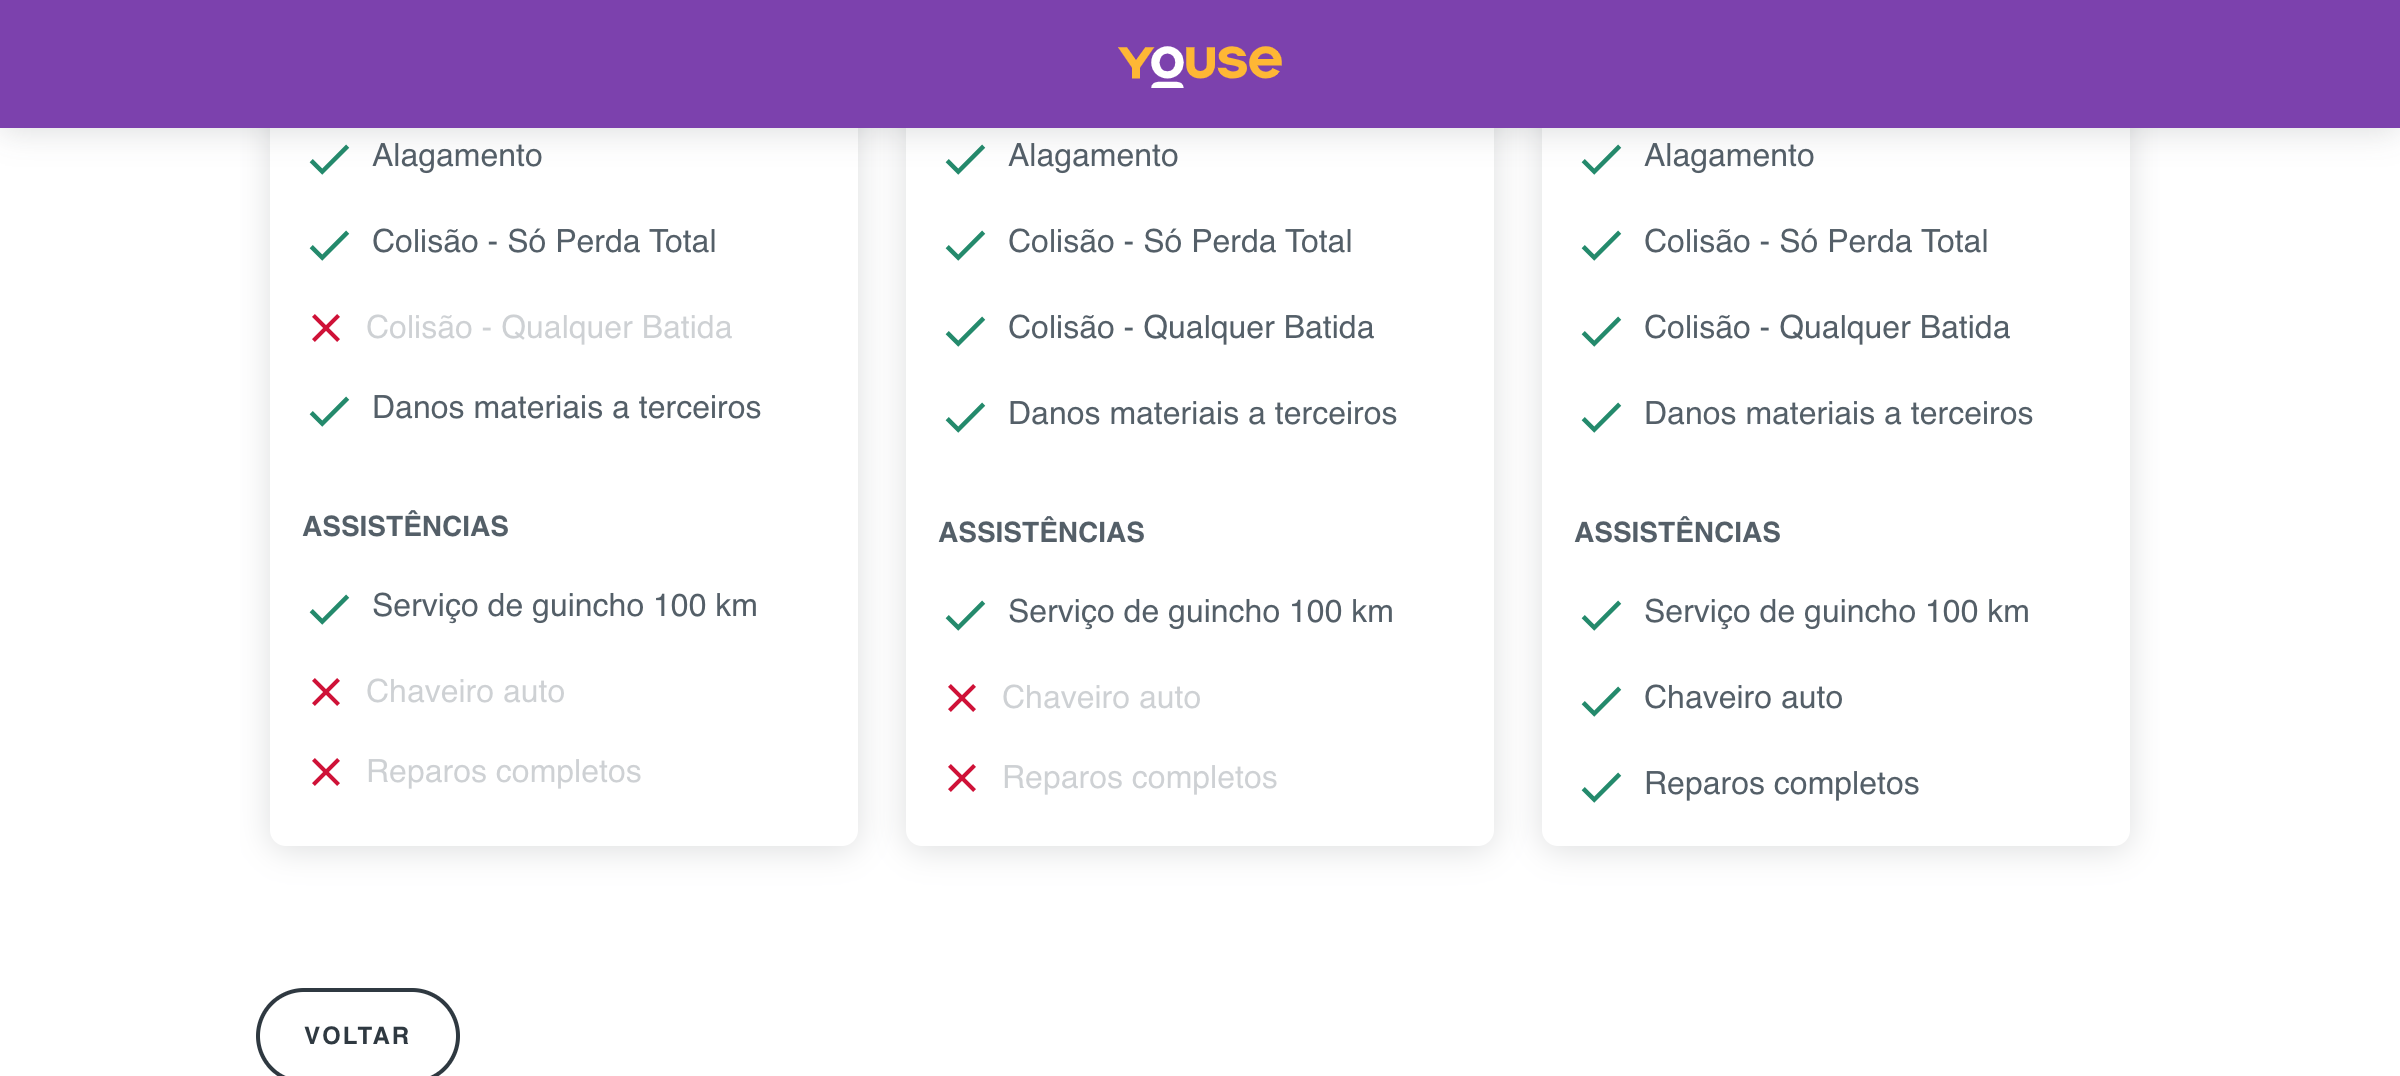 Youse
Alagamento
Colisão - Só Perda Total
Colisão - Qualquer Batida
Danos materiais a terceiros
ASSISTÊNCIAS
Serviço de guincho 100 km
Chaveiro auto
Reparos completos
Alagamento
Colisão - Só Perda Total
Colisão - Qualquer Batida
Danos materiais a terceiros
ASSISTÊNCIAS
Serviço de guincho 100 km
Chaveiro auto
Reparos completos
Alagamento
Colisão - Só Perda Total
Colisão - Qualquer Batida
Danos materiais a terceiros
ASSISTÊNCIAS
Serviço de guincho 100 km
Chaveiro auto
Reparos completos
VOLTAR